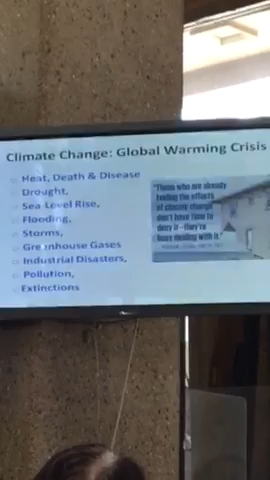 Climate Change: Global Warming Crisis
Heat, Death & Disease
Drought,
Sea Level Rise,
Flooding,
Storms,
Greenhouse Gases
Industrial Disasters,
Pollution,
Extinctions
"Those who are already
feeling the effects
of climate change
don't have time to
deny it—they're
busy dealing with it."